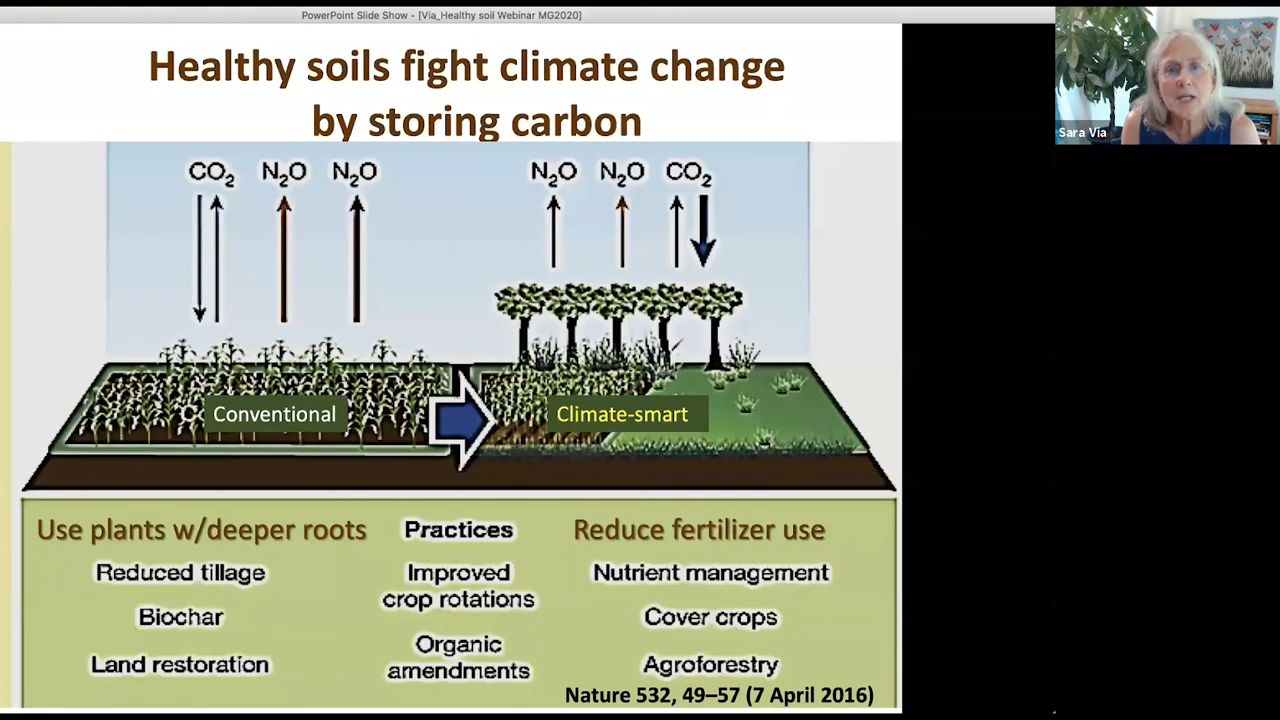 PowerPoint Slide Show - [Via_Healthy soil Webinar MG2020]
Healthy soils fight climate change
by storing carbon
CO₂ N₂O N₂O
N₂O N₂O CO₂
Conventional
Climate-smart
Use plants w/deeper roots
Reduced tillage
Biochar
Land restoration
Practices
Improved
crop rotations
Organic
amendments
Reduce fertilizer use
Nutrient management
Cover crops
Agroforestry
Nature 532, 49–57 (7 April 2016)
Sara Via